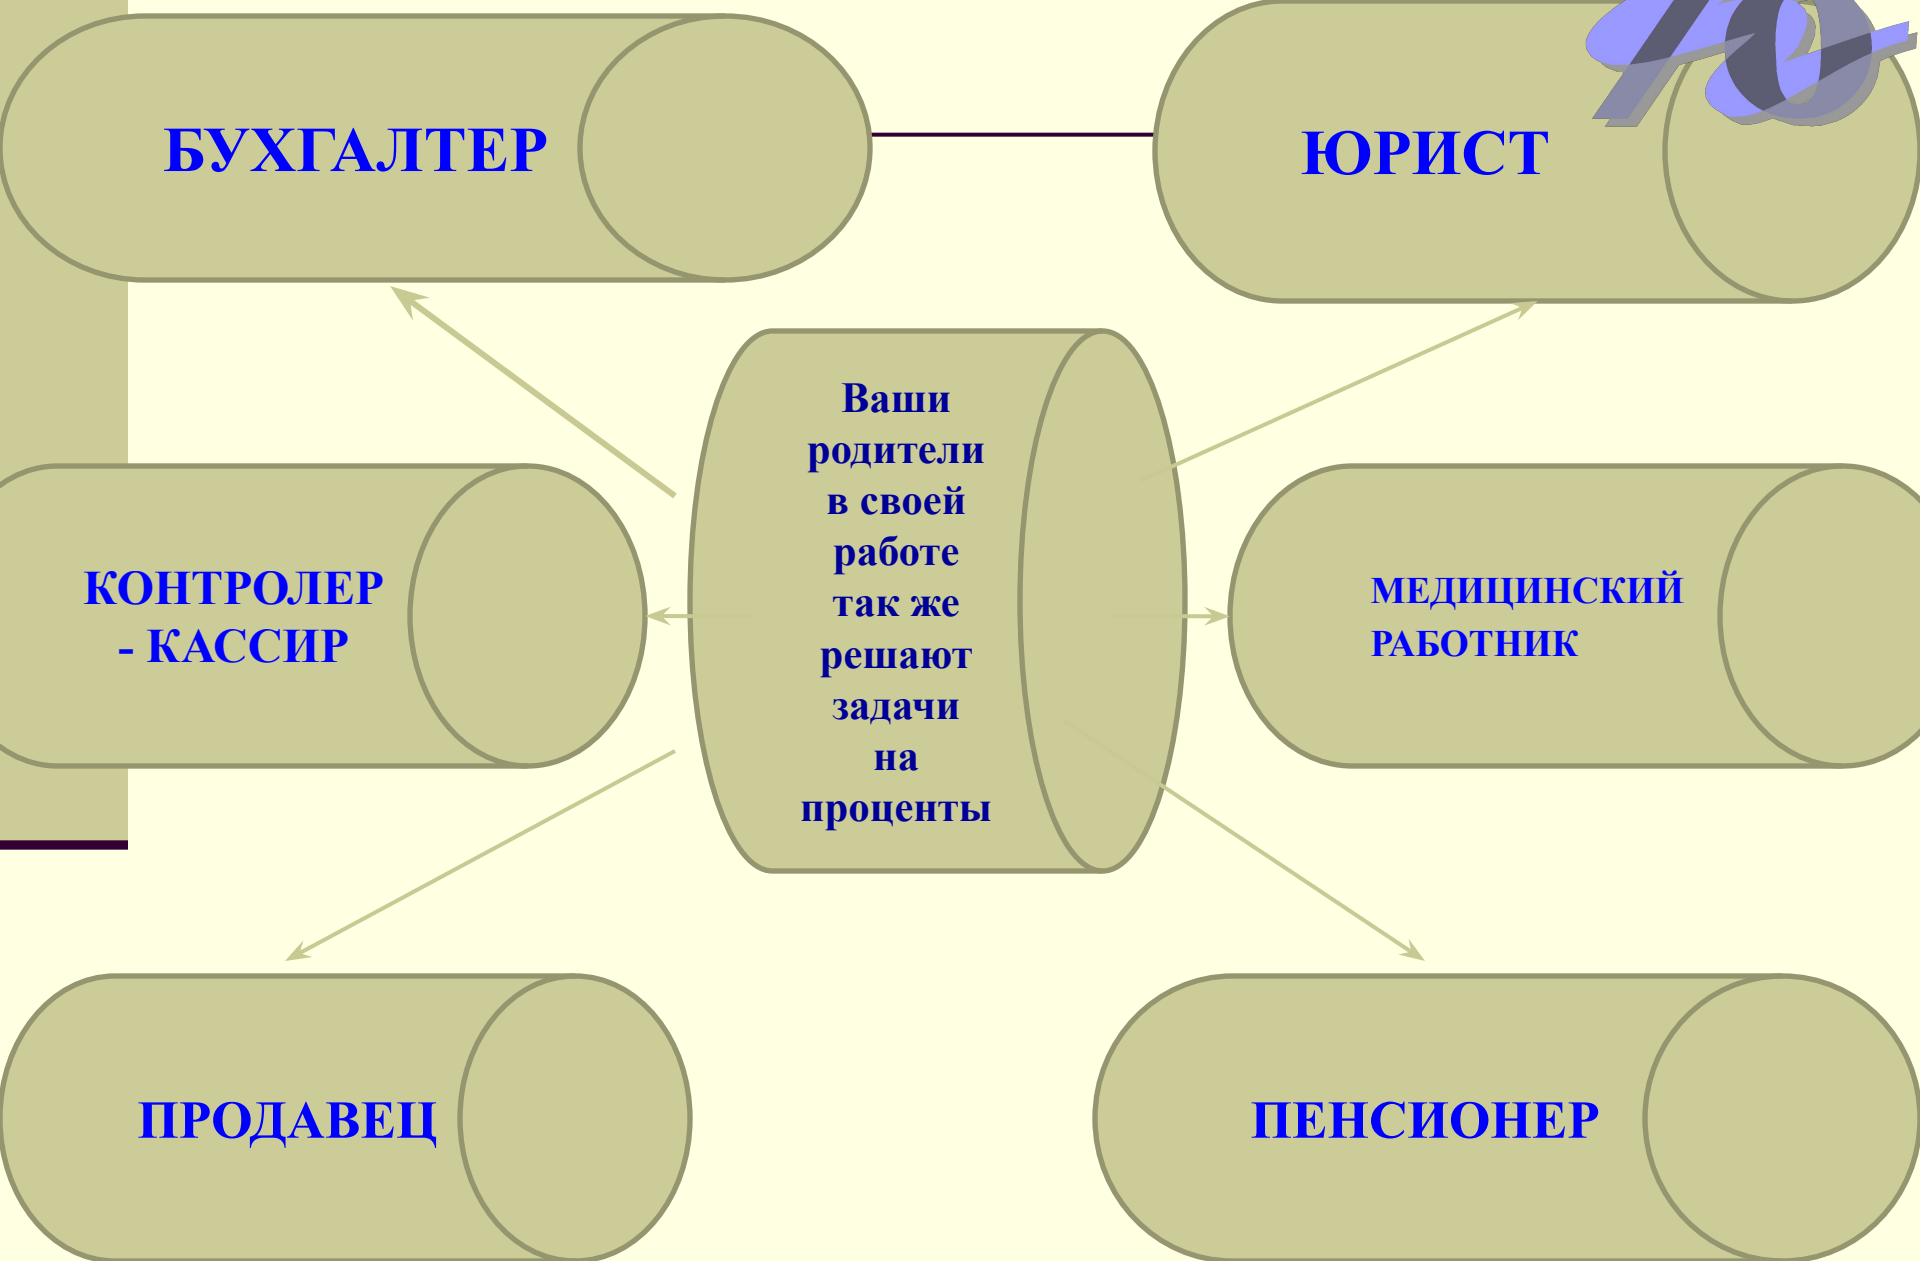 БУХГАЛТЕР
ЮРИСТ
Ваши
родители
в своей
работе
так же
решают
задачи
на
проценты
КОНТРОЛЕР
- КАССИР
МЕДИЦИНСКИЙ
РАБОТНИК
ПРОДАВЕЦ
ПЕНСИОНЕР